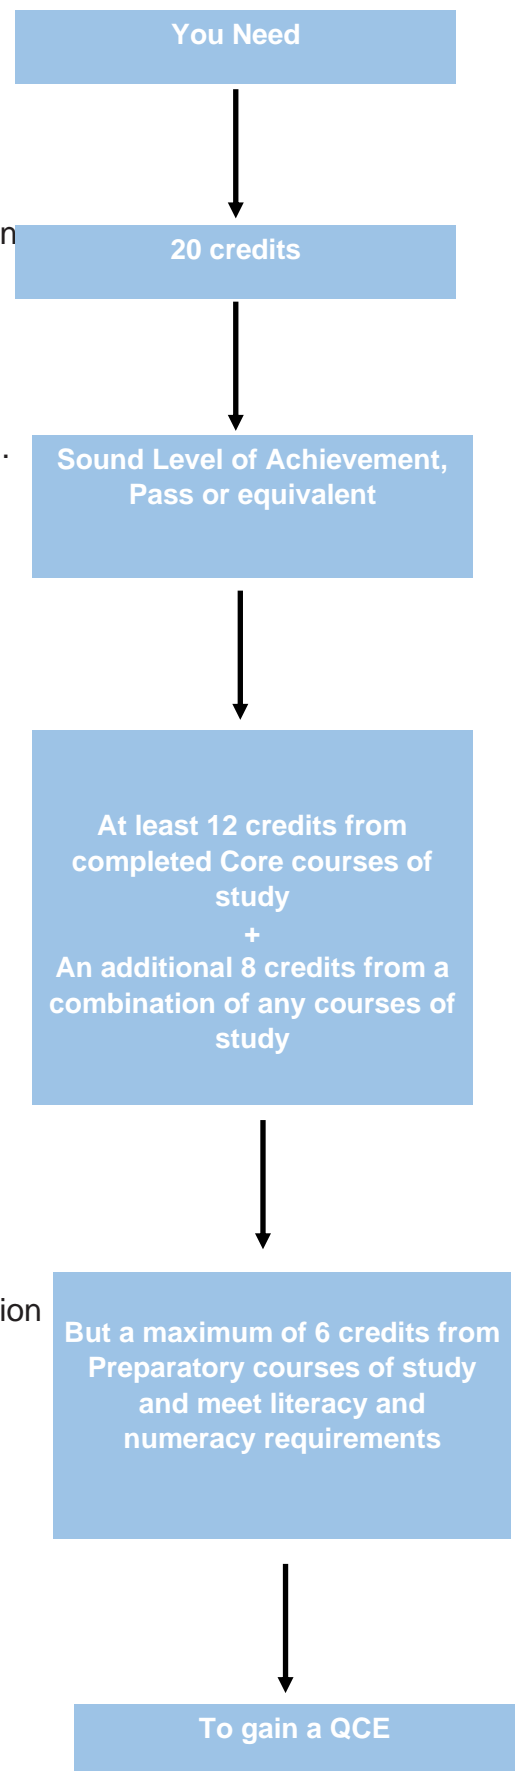 You Need
n
20 credits
.
Sound Level of Achievement,
Pass or equivalent
At least 12 credits from
completed Core courses of
study
+
An additional 8 credits from a
combination of any courses of
study
ion
But a maximum of 6 credits from
Preparatory courses of study
and meet literacy and
numeracy requirements
To gain a QCE